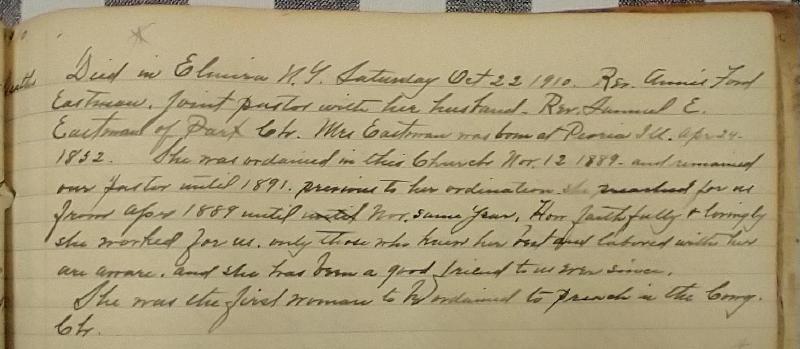 Deaths
Died in Elmira N.Y. Saturday Oct 22 1910. Rev. Annis Ford
Eastman. Joint pastor with her husband. Rev. Samuel E.
Eastman of Park Ch. Mrs Eastman was born at Peoria Ill. Apr 24-
1852. She was ordained in this Church Nov. 12 1889 - and remained
our pastor until 1891. previous to her ordination she preached for us
from Apr 1889 until until Nov. same year. How faithfully & lovingly
she worked for us. only those who knew her best and labored with her
are aware. and she has been a good friend to us ever since.
She was the first woman to be ordained to preach in the Cong.
Ch.